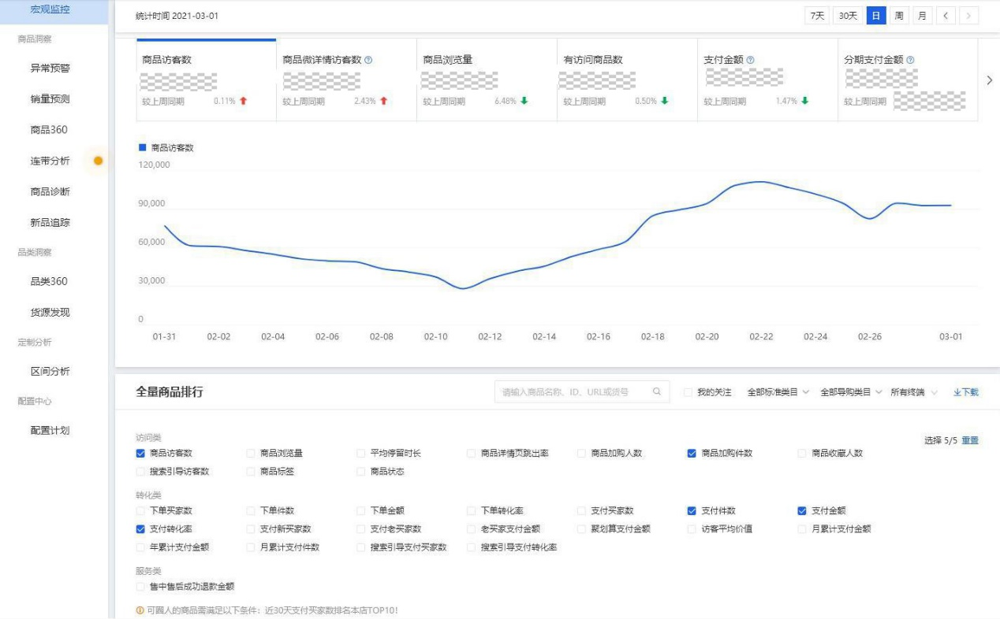 宏观监控
商品洞察
异常预警
销量预测
商品360
连带分析
商品诊断
新品追踪
品类洞察
品类360
货源发现
定制分析
区间分析
配置中心
配置计划
统计时间 2021-03-01
7天 30天 日 周 月
商品访客数 商品微详情访客数 商品浏览量 有访问商品数 支付金额 分期支付金额
较上周同期 0.11% 较上周同期 2.43% 较上周同期 6.48% 较上周同期 0.50% 较上周同期 1.47% 较上周同期
商品访客数
120,000
90,000
60,000
30,000
0
01-31 02-02 02-04 02-06 02-08 02-10 02-12 02-14 02-16 02-18 02-20 02-22 02-24 02-26 03-01
全量商品排行 请输入商品名称、ID、URL或货号 我的关注 全部标准类目 全部导购类目 所有终端 下载
访问类
选择 5/5 重置
商品访客数 商品浏览量 平均停留时长 商品详情页跳出率 商品加购人数 商品加购件数 商品收藏人数
搜索引导访客数 商品标签 商品状态
转化类
下单买家数 下单件数 下单金额 下单转化率 支付买家数 支付件数 支付金额
支付转化率 支付新买家数 支付老买家数 老买家支付金额 聚划算支付金额 访客平均价值 月累计支付金额
年累计支付金额 月累计支付件数 搜索引导支付买家数 搜索引导支付转化率
服务类
售中售后成功退款金额
可圈人的商品需满足以下条件：近30天支付买家数排名本店TOP10！